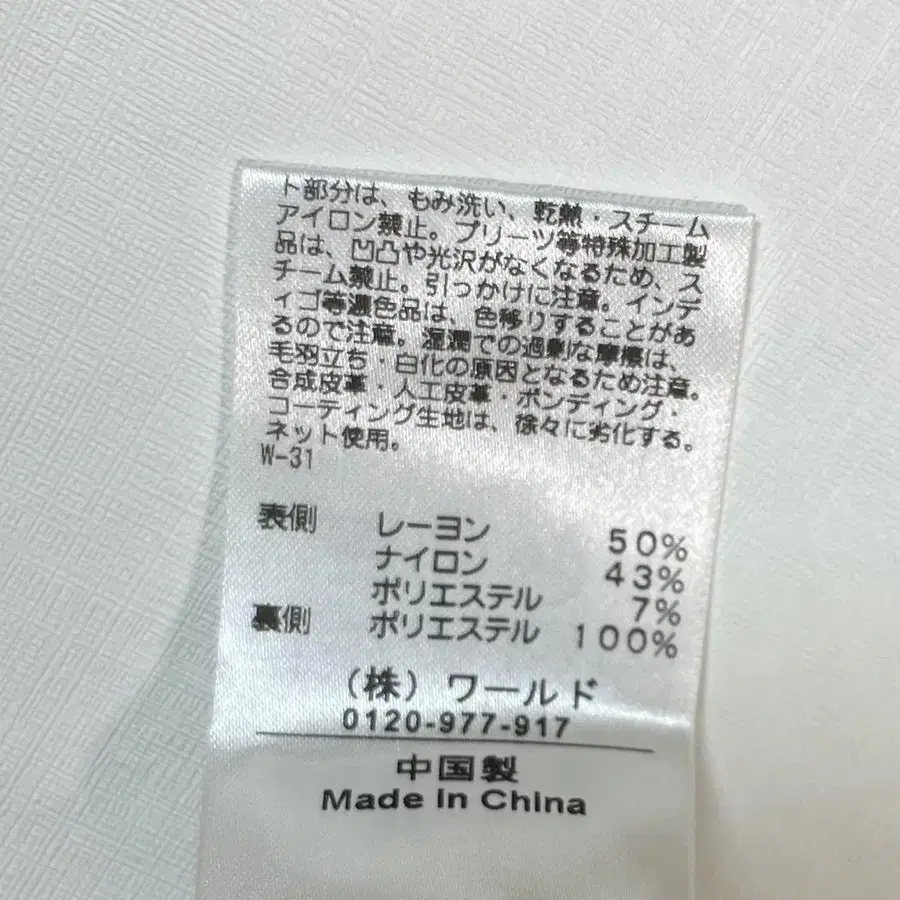 ト部分は、もみ洗い、乾熱・スチーム
アイロン禁止。プリーツ等特殊加工製
品は、凹凸や光沢がなくなるため、ス
チーム禁止。引っかけに注意。インデ
ィゴ等濃色品は、色移りすることがあ
るので注意。湿潤での過剰な摩擦は、
毛羽立ち・白化の原因となるため注意。
合成皮革・人工皮革・ボンディング・
コーティング生地は、徐々に劣化する。
ネット使用。
W-31
表側 レーヨン 50%
ナイロン 43%
ポリエステル 7%
裏側 ポリエステル 100%
(株) ワールド
0120-977-917
中国製
Made In China